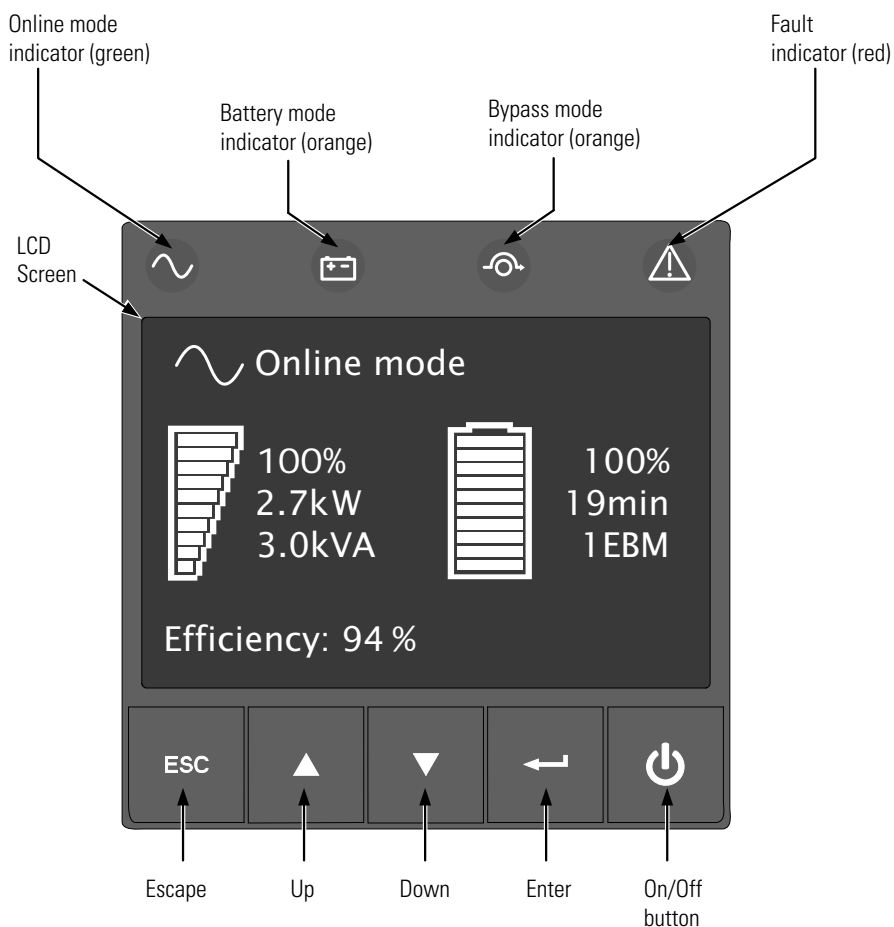 Online mode
indicator (green)
Fault
indicator (red)
Battery mode
indicator (orange)
Bypass mode
indicator (orange)
LCD
Screen
Online mode
100%
2.7kW
3.0kVA
100%
19min
1EBM
Efficiency: 94 %
ESC
Escape
Up
Down
Enter
On/Off
button